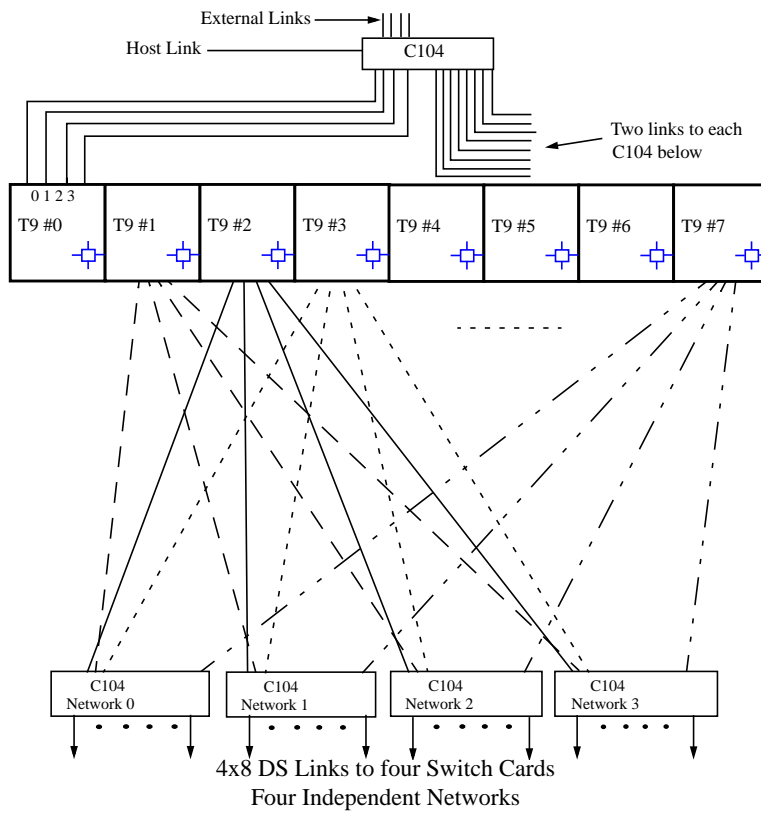 External Links
Host Link
C104
Two links to each
C104 below
0 1 2 3
T9 #0
T9 #1
T9 #2
T9 #3
T9 #4
T9 #5
T9 #6
T9 #7
C104
Network 0
C104
Network 1
C104
Network 2
C104
Network 3
4x8 DS Links to four Switch Cards
Four Independent Networks